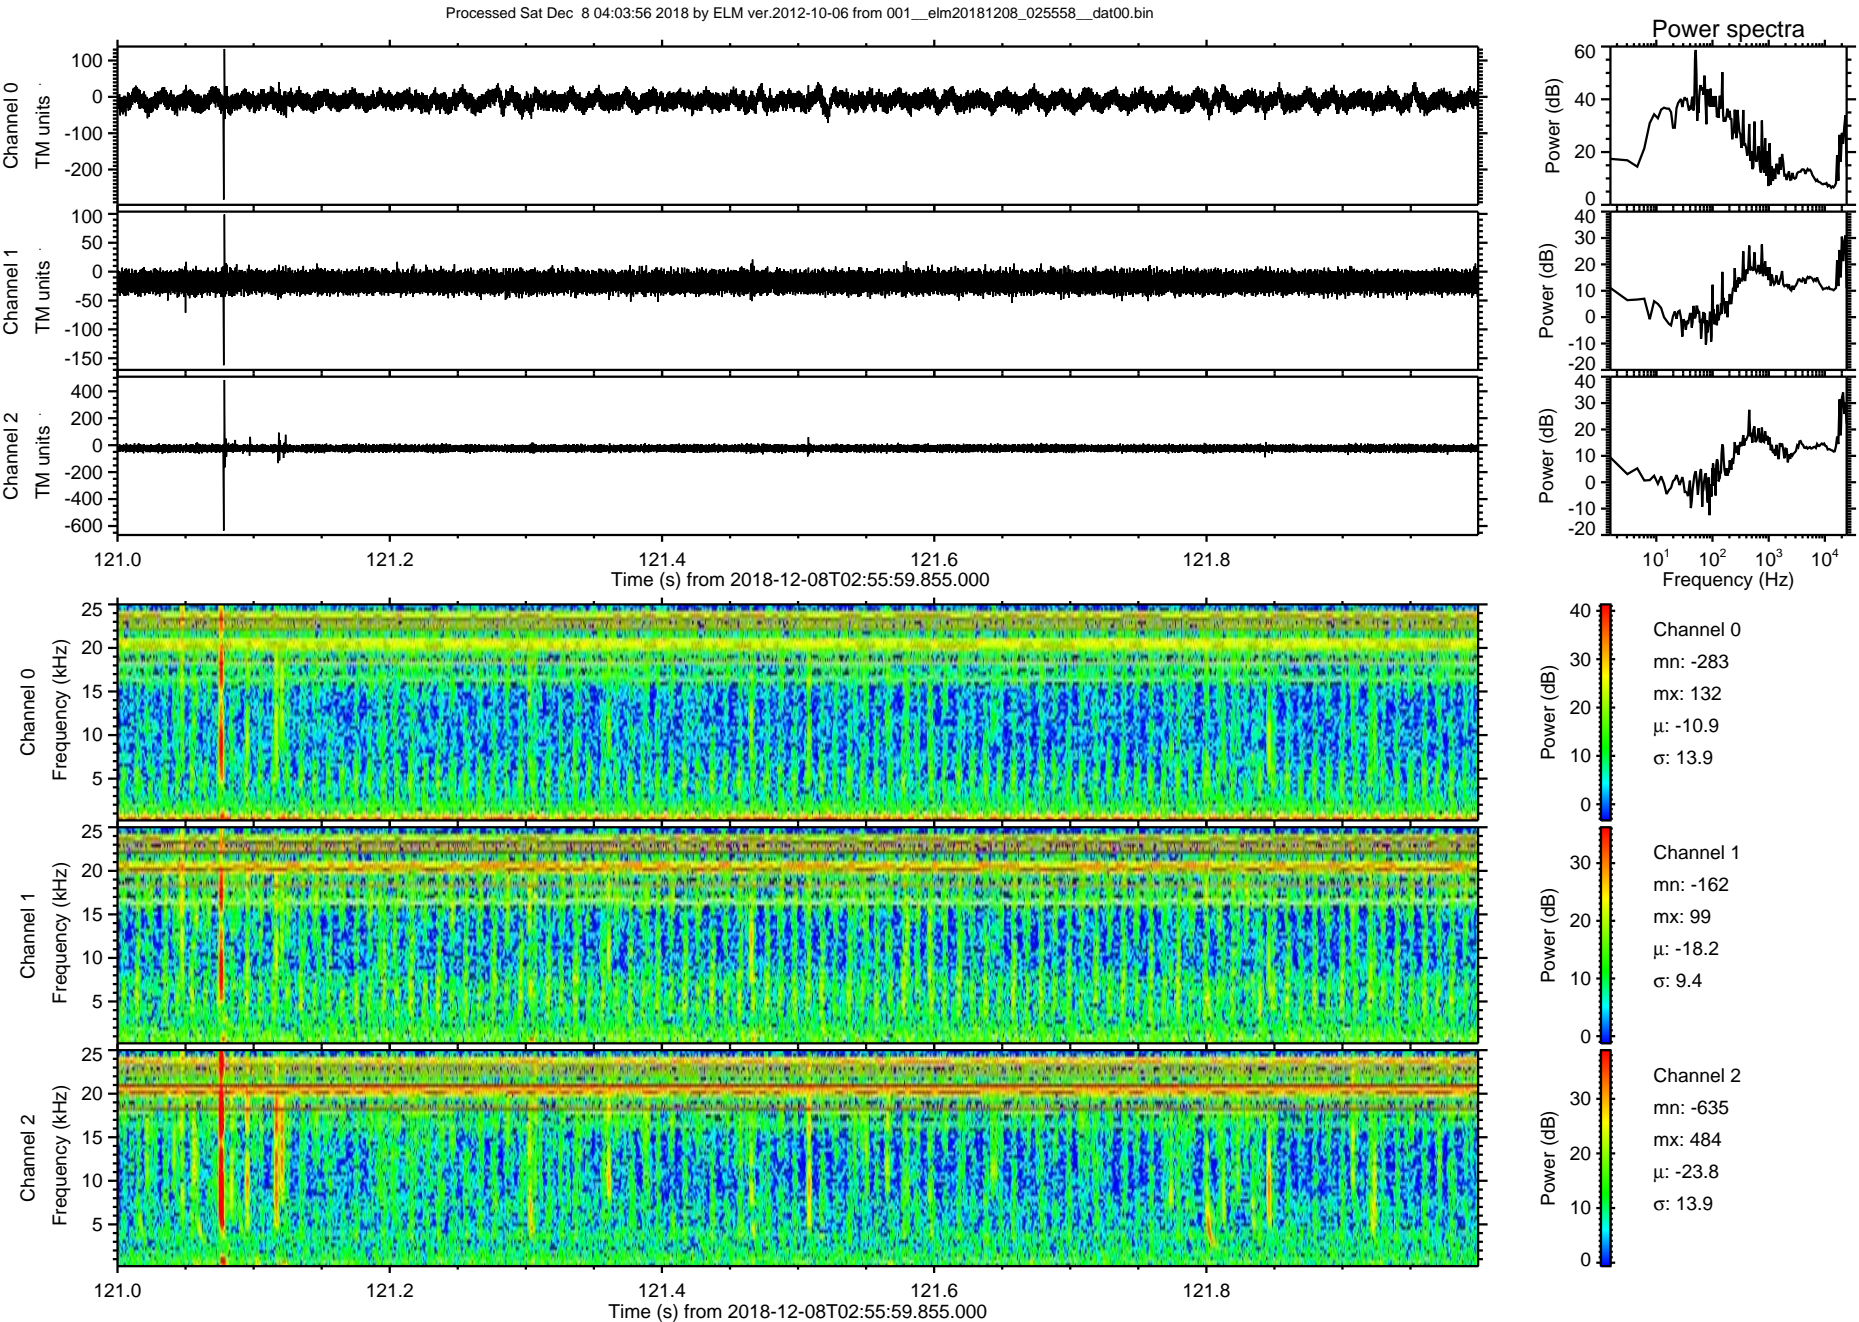 Processed Sat Dec  8 04:03:56 2018 by ELM ver.2012-10-06 from 001__elm20181208_025558__dat00.bin
Power spectra
Channel 0
TM units
100
0
-100
-200
Power (dB)
60
40
20
0
Channel 1
TM units
100
50
0
-50
-100
-150
Power (dB)
40
30
20
10
0
-10
-20
Channel 2
TM units
400
200
0
-200
-400
-600
Power (dB)
40
30
20
10
0
-10
-20
121.0 121.2 121.4 121.6 121.8
Time (s) from 2018-12-08T02:55:59.855.000
10^1 10^2 10^3 10^4
Frequency (Hz)
Channel 0
Frequency (kHz)
25
20
15
10
5
Power (dB)
40
30
20
10
0
Channel 0
mn: -283
mx: 132
μ: -10.9
σ: 13.9
Channel 1
Frequency (kHz)
25
20
15
10
5
Power (dB)
30
20
10
0
Channel 1
mn: -162
mx: 99
μ: -18.2
σ: 9.4
Channel 2
Frequency (kHz)
25
20
15
10
5
Power (dB)
30
20
10
0
Channel 2
mn: -635
mx: 484
μ: -23.8
σ: 13.9
121.0 121.2 121.4 121.6 121.8
Time (s) from 2018-12-08T02:55:59.855.000